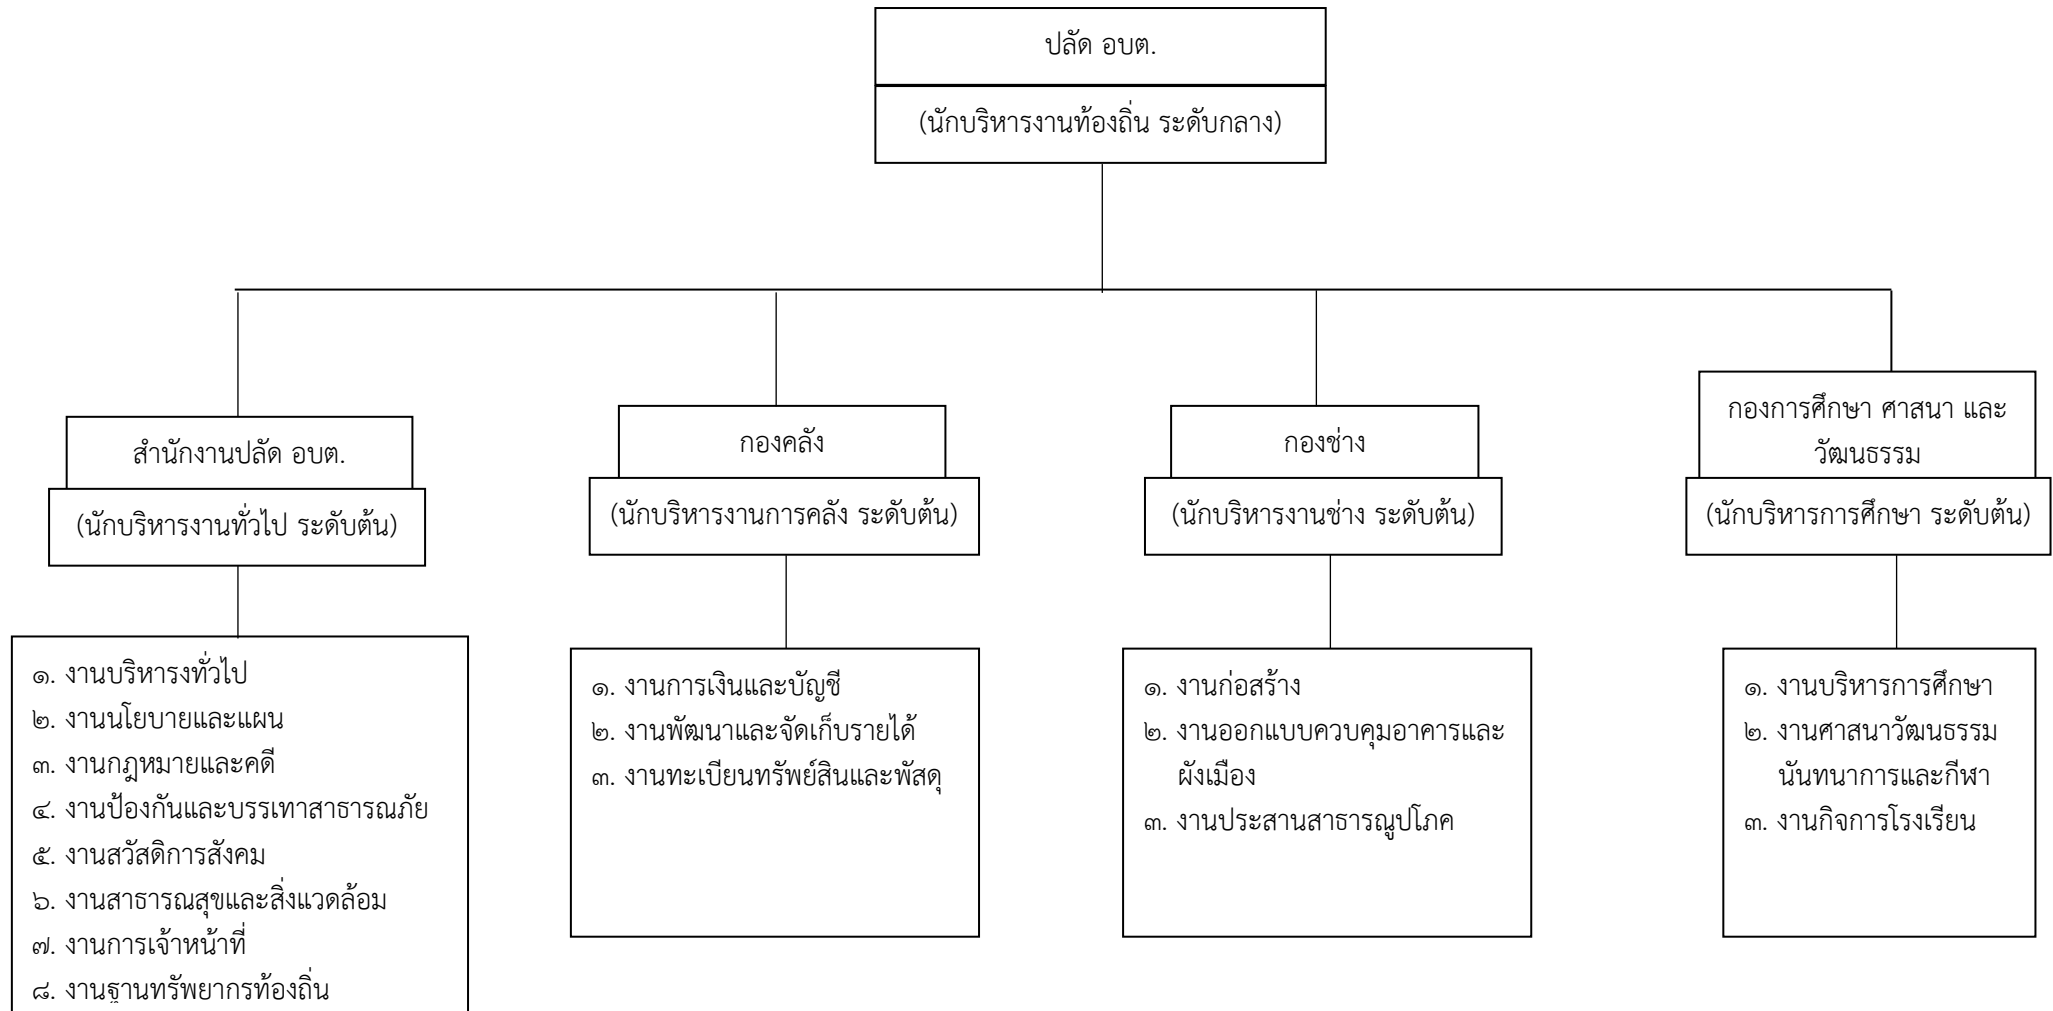 ปลัด อบต.
(นักบริหารงานท้องถิ่น ระดับกลาง)
สำนักงานปลัด อบต.
(นักบริหารงานทั่วไป ระดับต้น)
๑. งานบริหารงทั่วไป
๒. งานนโยบายและแผน
๓. งานกฎหมายและคดี
๔. งานป้องกันและบรรเทาสาธารณภัย
๕. งานสวัสดิการสังคม
๖. งานสาธารณสุขและสิ่งแวดล้อม
๗. งานการเจ้าหน้าที่
๘. งานฐานทรัพยากรท้องถิ่น
กองคลัง
(นักบริหารงานการคลัง ระดับต้น)
๑. งานการเงินและบัญชี
๒. งานพัฒนาและจัดเก็บรายได้
๓. งานทะเบียนทรัพย์สินและพัสดุ
กองช่าง
(นักบริหารงานช่าง ระดับต้น)
๑. งานก่อสร้าง
๒. งานออกแบบควบคุมอาคารและ
ผังเมือง
๓. งานประสานสาธารณูปโภค
กองการศึกษา ศาสนา และ
วัฒนธรรม
(นักบริหารการศึกษา ระดับต้น)
๑. งานบริหารการศึกษา
๒. งานศาสนาวัฒนธรรม
นันทนาการและกีฬา
๓. งานกิจการโรงเรียน